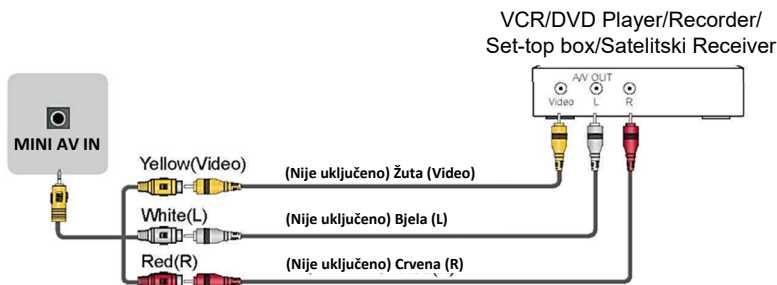 VCR/DVD Player/Recorder/
Set-top box/Satelitski Receiver
A/V OUT
Video L R
MINI AV IN
Yellow(Video)
(Nije uključeno) Žuta (Video)
White(L)
(Nije uključeno) Bjela (L)
Red(R)
(Nije uključeno) Crvena (R)